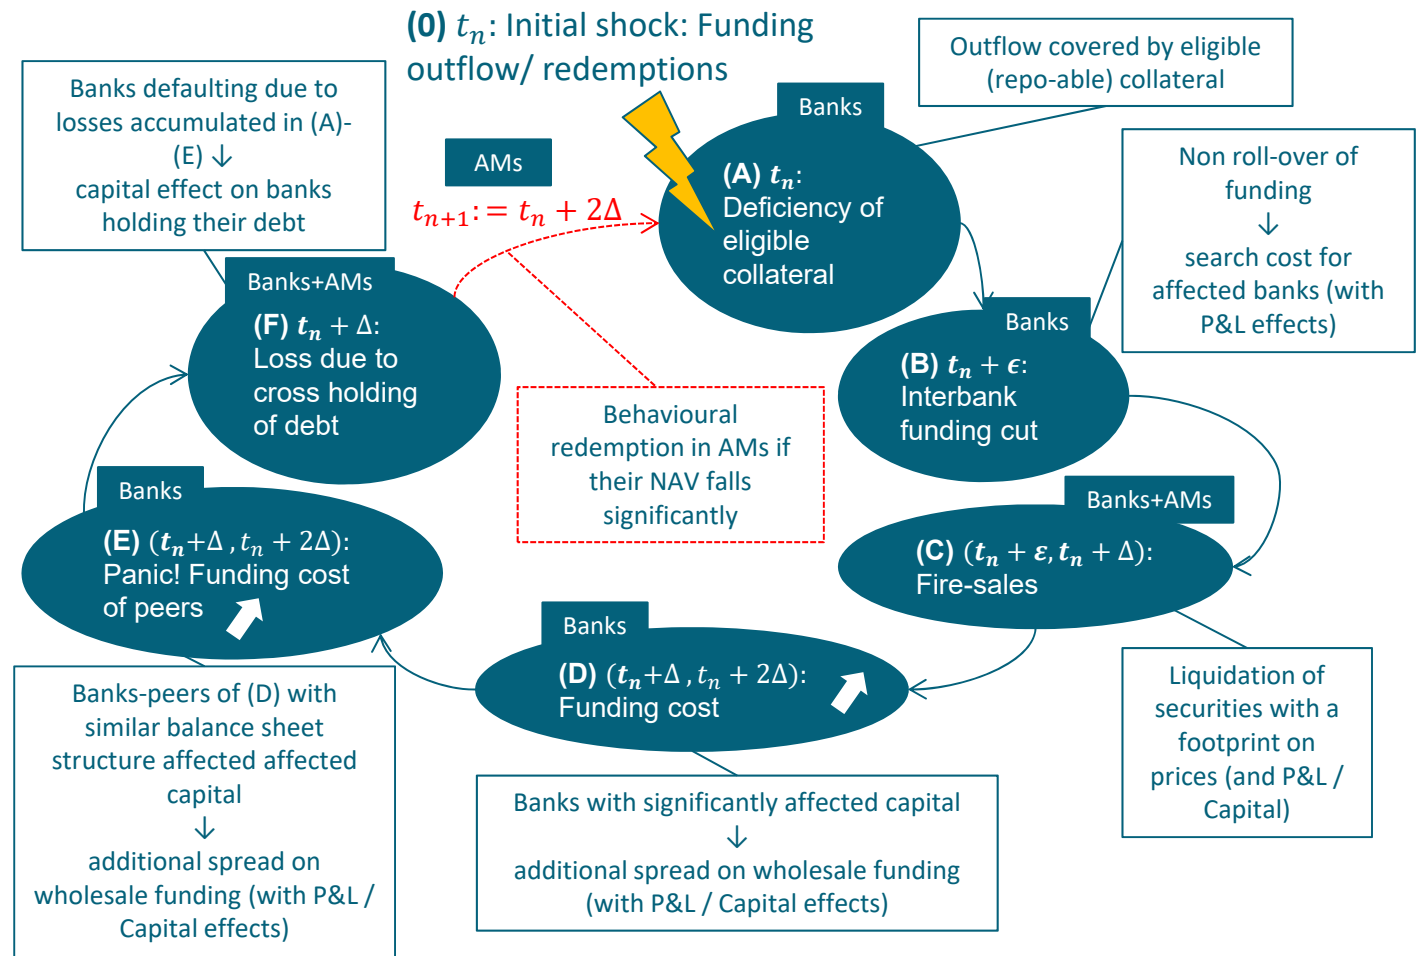 (0) tₙ: Initial shock: Funding
outflow/ redemptions
Outflow covered by eligible
(repo-able) collateral
Banks defaulting due to
losses accumulated in (A)-
(E) ↓
capital effect on banks
holding their debt
AMs
tₙ₊₁: = tₙ + 2Δ
Banks
(A) tₙ:
Deficiency of
eligible
collateral
Non roll-over of
funding
↓
search cost for
affected banks (with
P&L effects)
Banks
(B) tₙ + ϵ:
Interbank
funding cut
Banks+AMs
(F) tₙ + Δ:
Loss due to
cross holding
of debt
Behavioural
redemption in AMs if
their NAV falls
significantly
Banks+AMs
(C) (tₙ + ε, tₙ + Δ):
Fire-sales
Banks
(E) (tₙ+Δ , tₙ + 2Δ):
Panic! Funding cost
of peers
Banks
(D) (tₙ+Δ , tₙ + 2Δ):
Funding cost
Liquidation of
securities with a
footprint on
prices (and P&L /
Capital)
Banks-peers of (D) with
similar balance sheet
structure affected affected
capital
↓
additional spread on
wholesale funding (with P&L /
Capital effects)
Banks with significantly affected capital
↓
additional spread on wholesale funding
(with P&L / Capital effects)